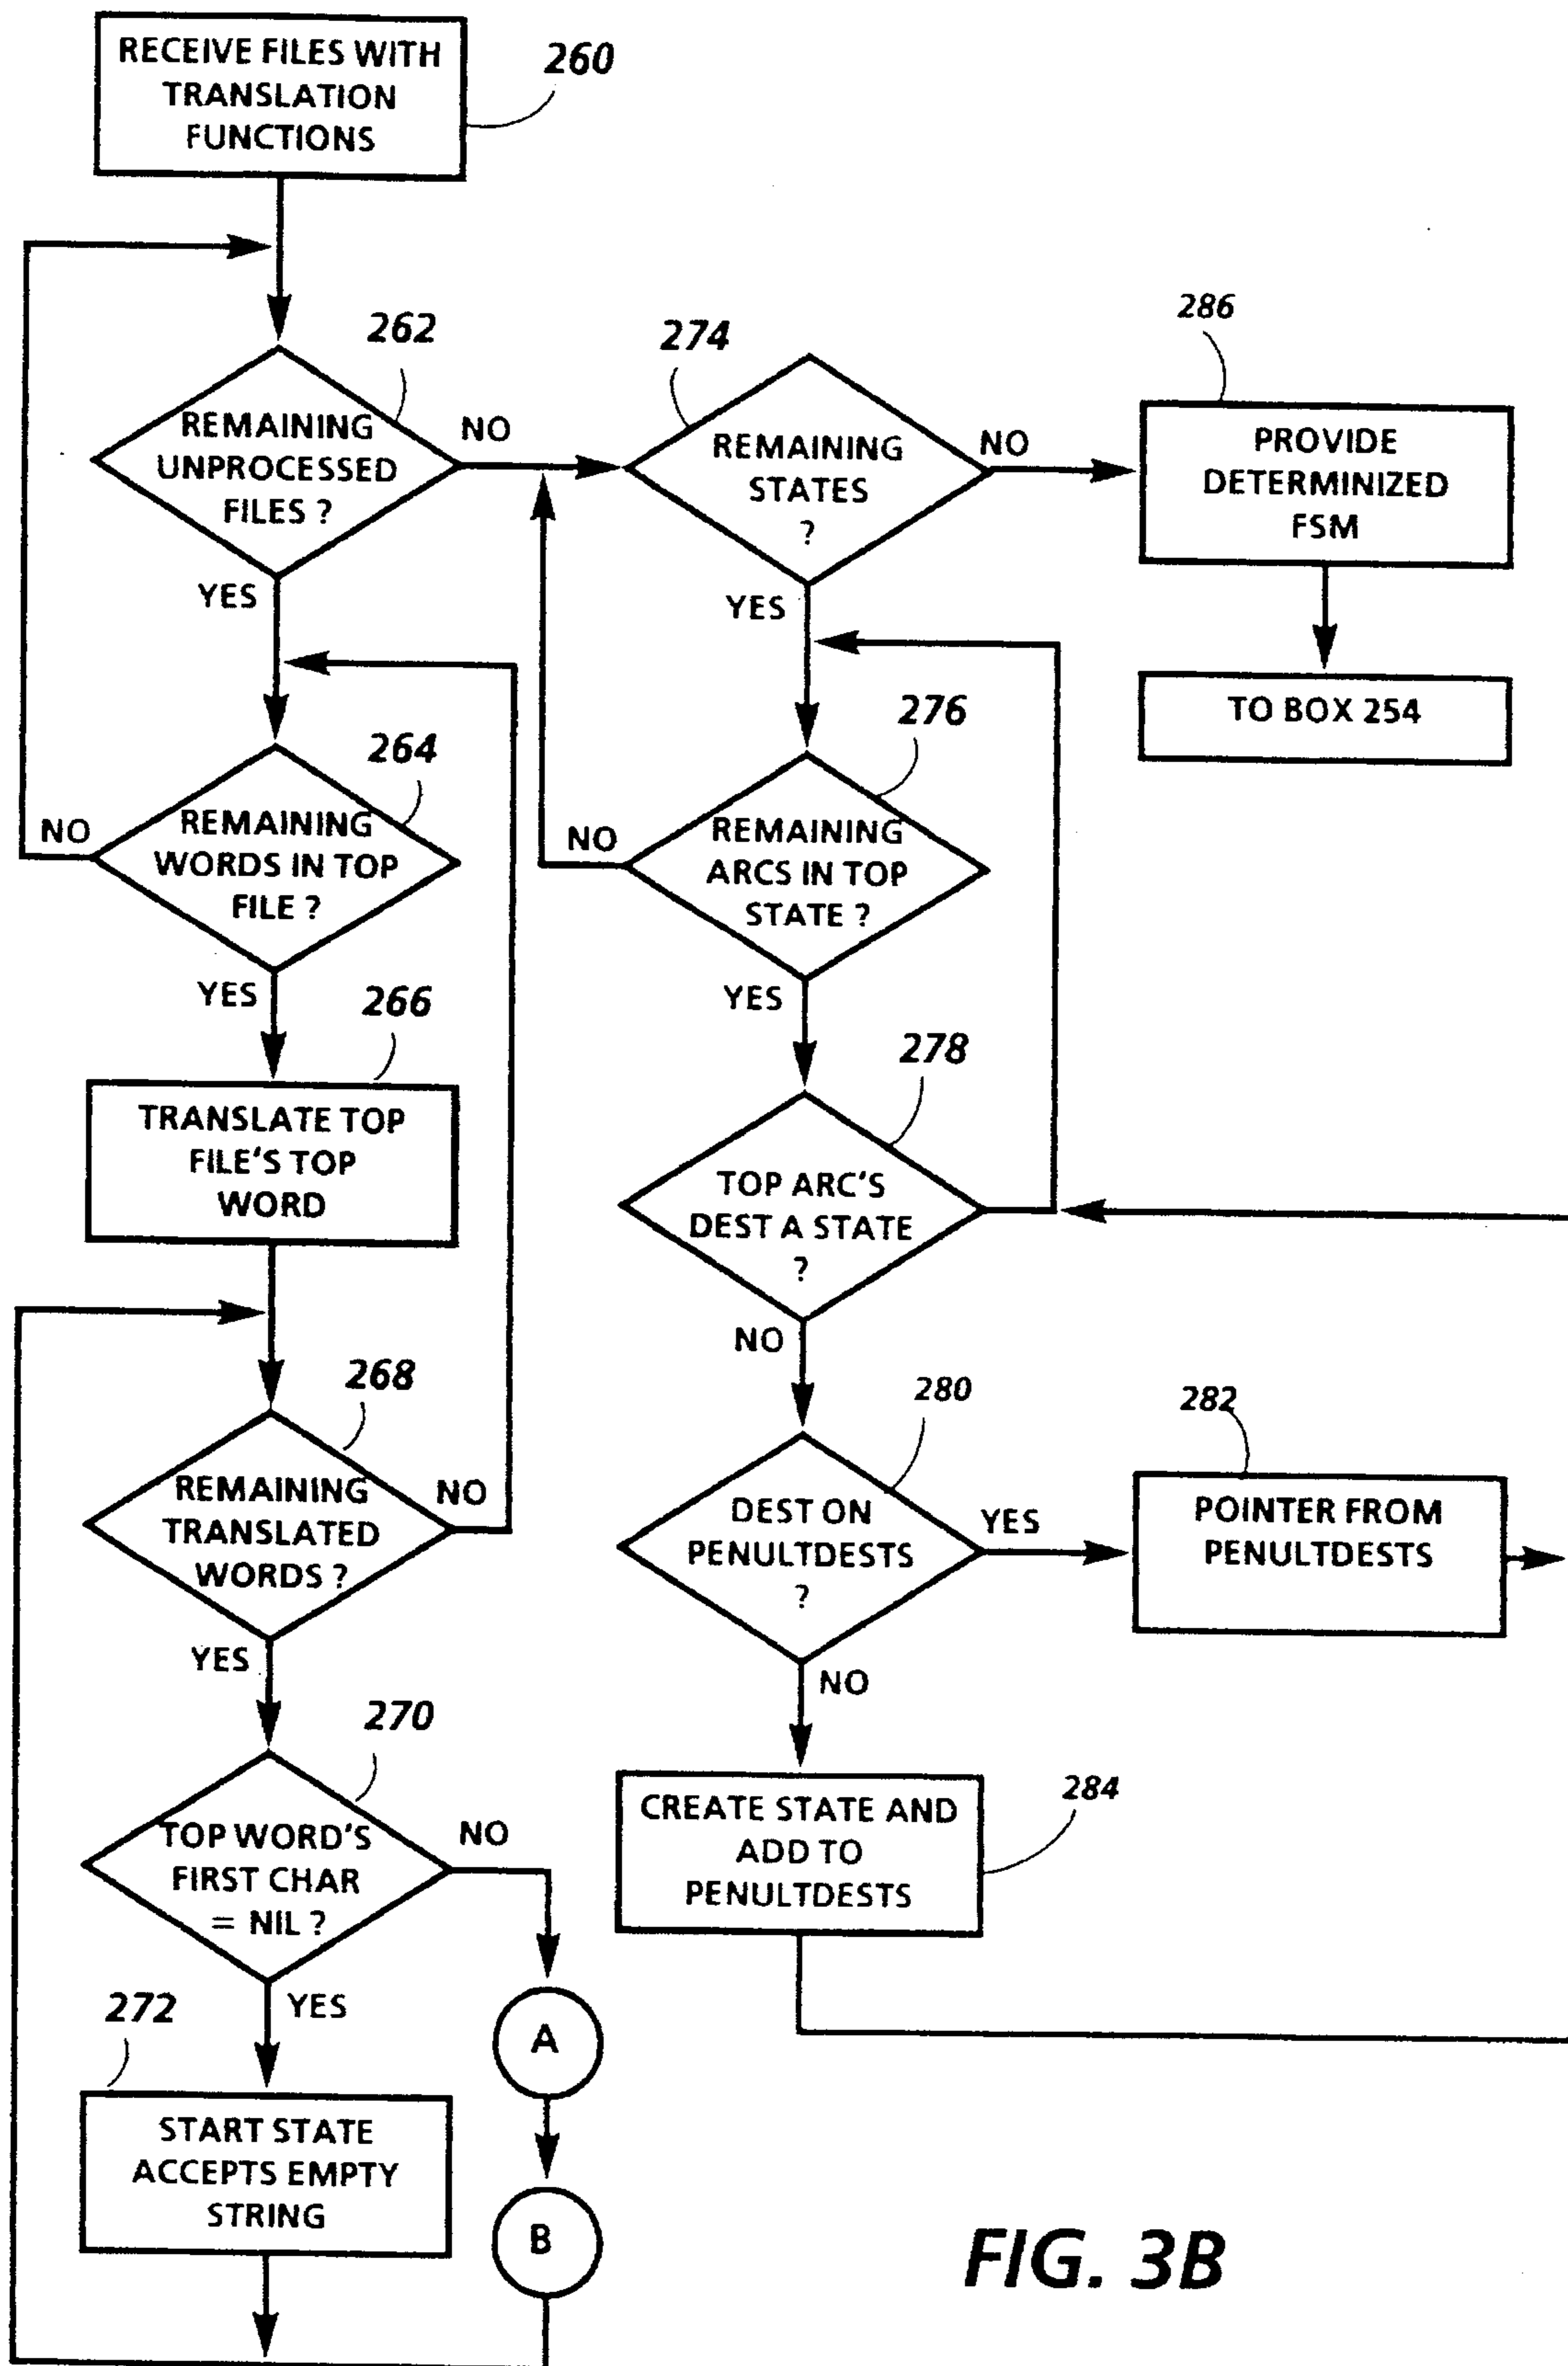 RECEIVE FILES WITH
TRANSLATION
FUNCTIONS
260
262
REMAINING
UNPROCESSED
FILES ?
NO
YES
264
REMAINING
WORDS IN TOP
FILE ?
NO
YES
266
TRANSLATE TOP
FILE'S TOP
WORD
268
REMAINING
TRANSLATED
WORDS ?
NO
YES
270
TOP WORD'S
FIRST CHAR
= NIL ?
NO
YES
272
START STATE
ACCEPTS EMPTY
STRING
A
B
274
REMAINING
STATES
?
NO
YES
276
REMAINING
ARCS IN TOP
STATE ?
NO
YES
278
TOP ARC'S
DEST A STATE
?
NO
280
DEST ON
PENULTDESTS
?
YES
NO
282
POINTER FROM
PENULTDESTS
284
CREATE STATE AND
ADD TO
PENULTDESTS
286
PROVIDE
DETERMINIZED
FSM
TO BOX 254
FIG. 3B